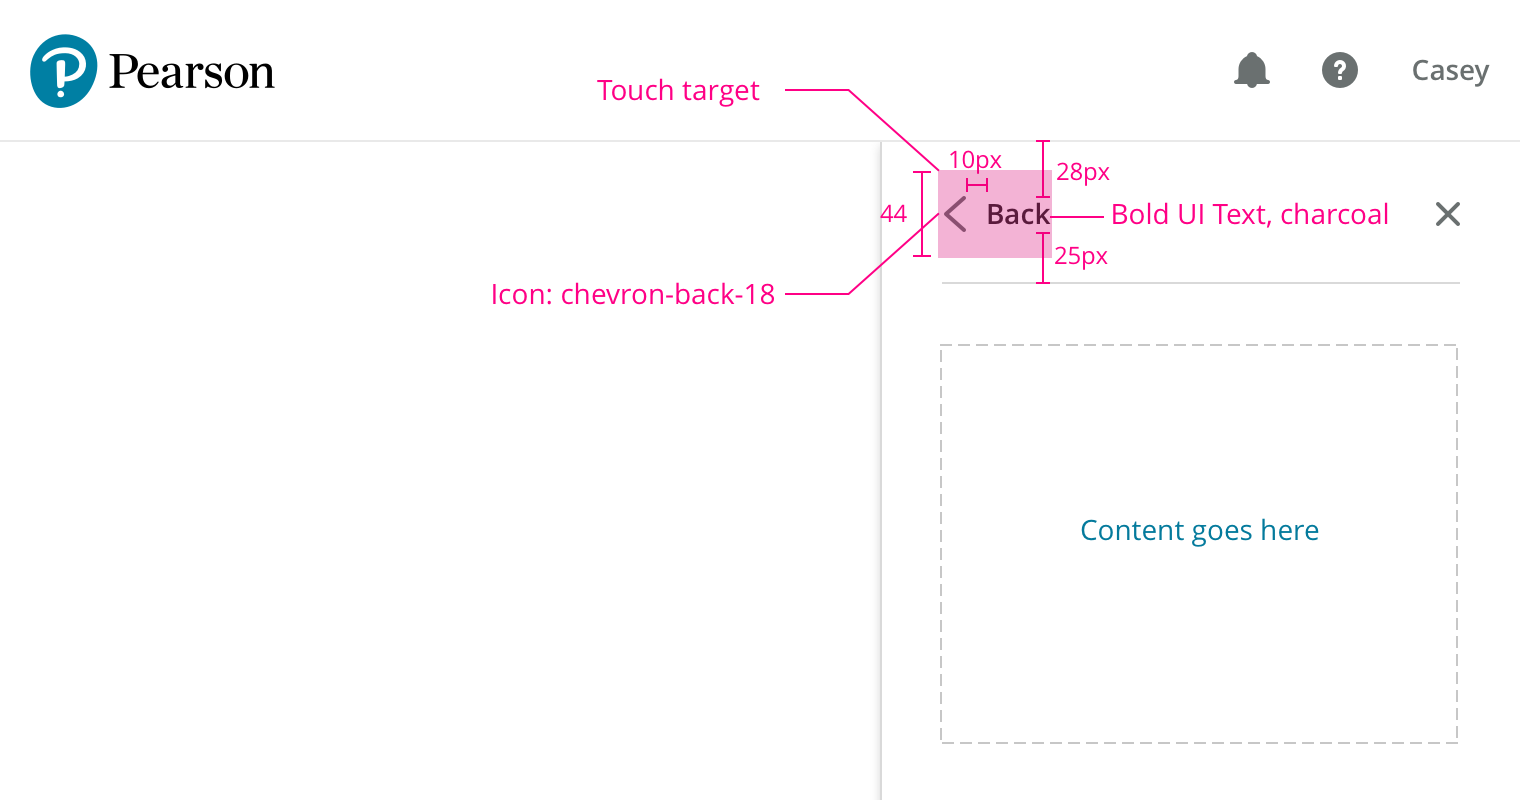 Pearson
Casey
Touch target
10px
28px
44
Back
Bold UI Text, charcoal
25px
Icon: chevron-back-18
Content goes here